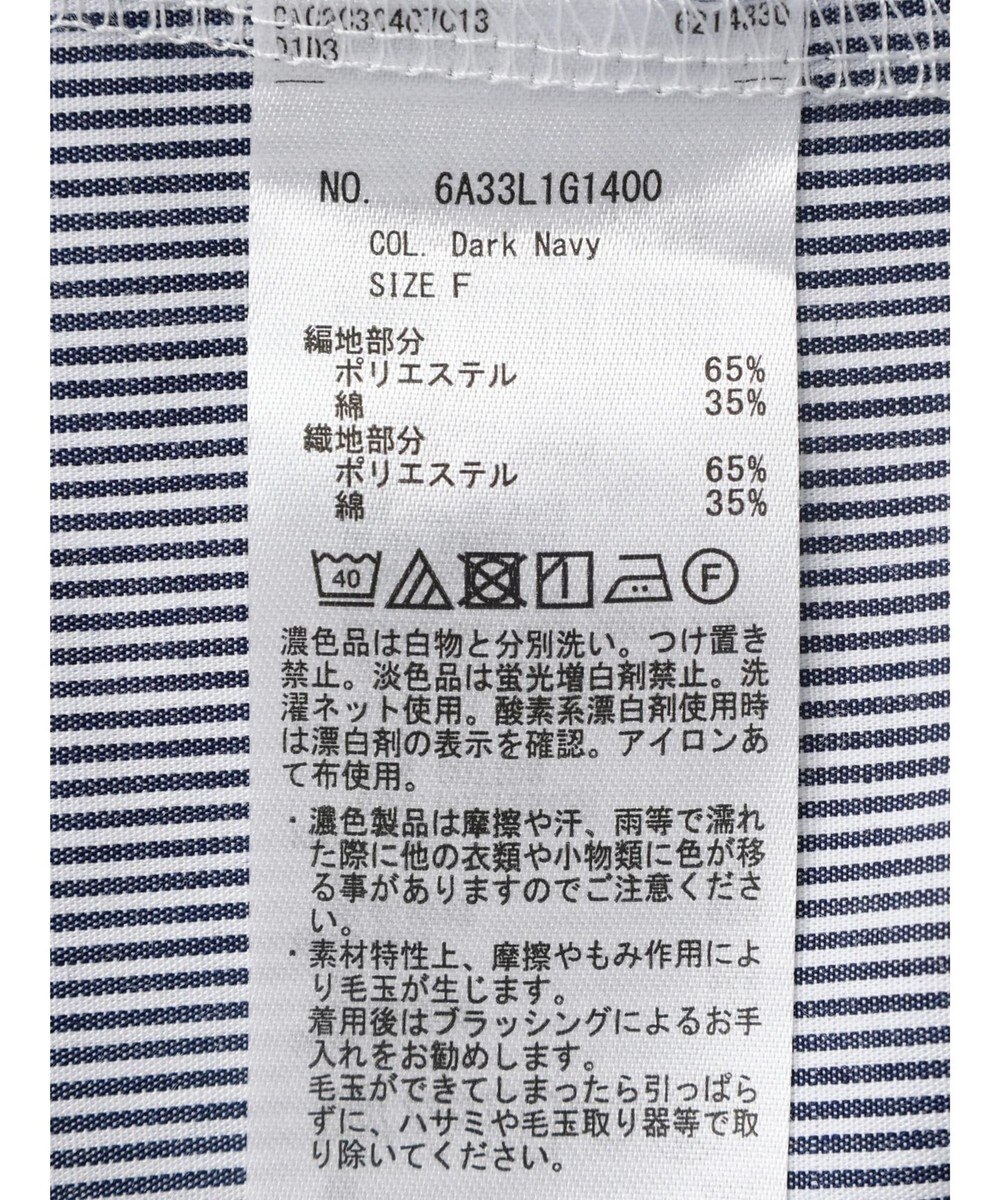 NO. 6A33L1G1400
COL. Dark Navy
SIZE F
編地部分
ポリエステル 65%
綿 35%
織地部分
ポリエステル 65%
綿 35%
40 F
濃色品は白物と分別洗い。つけ置き
禁止。淡色品は蛍光増白剤禁止。洗
濯ネット使用。酸素系漂白剤使用時
は漂白剤の表示を確認。アイロンあ
て布使用。
・濃色製品は摩擦や汗、雨等で濡れ
た際に他の衣類や小物類に色が移
る事がありますのでご注意くださ
い。
・素材特性上、摩擦やもみ作用によ
り毛玉が生じます。
着用後はブラッシングによるお手
入れをお勧めします。
毛玉ができてしまったら引っぱら
ずに、ハサミや毛玉取り器等で取
り除いてください。